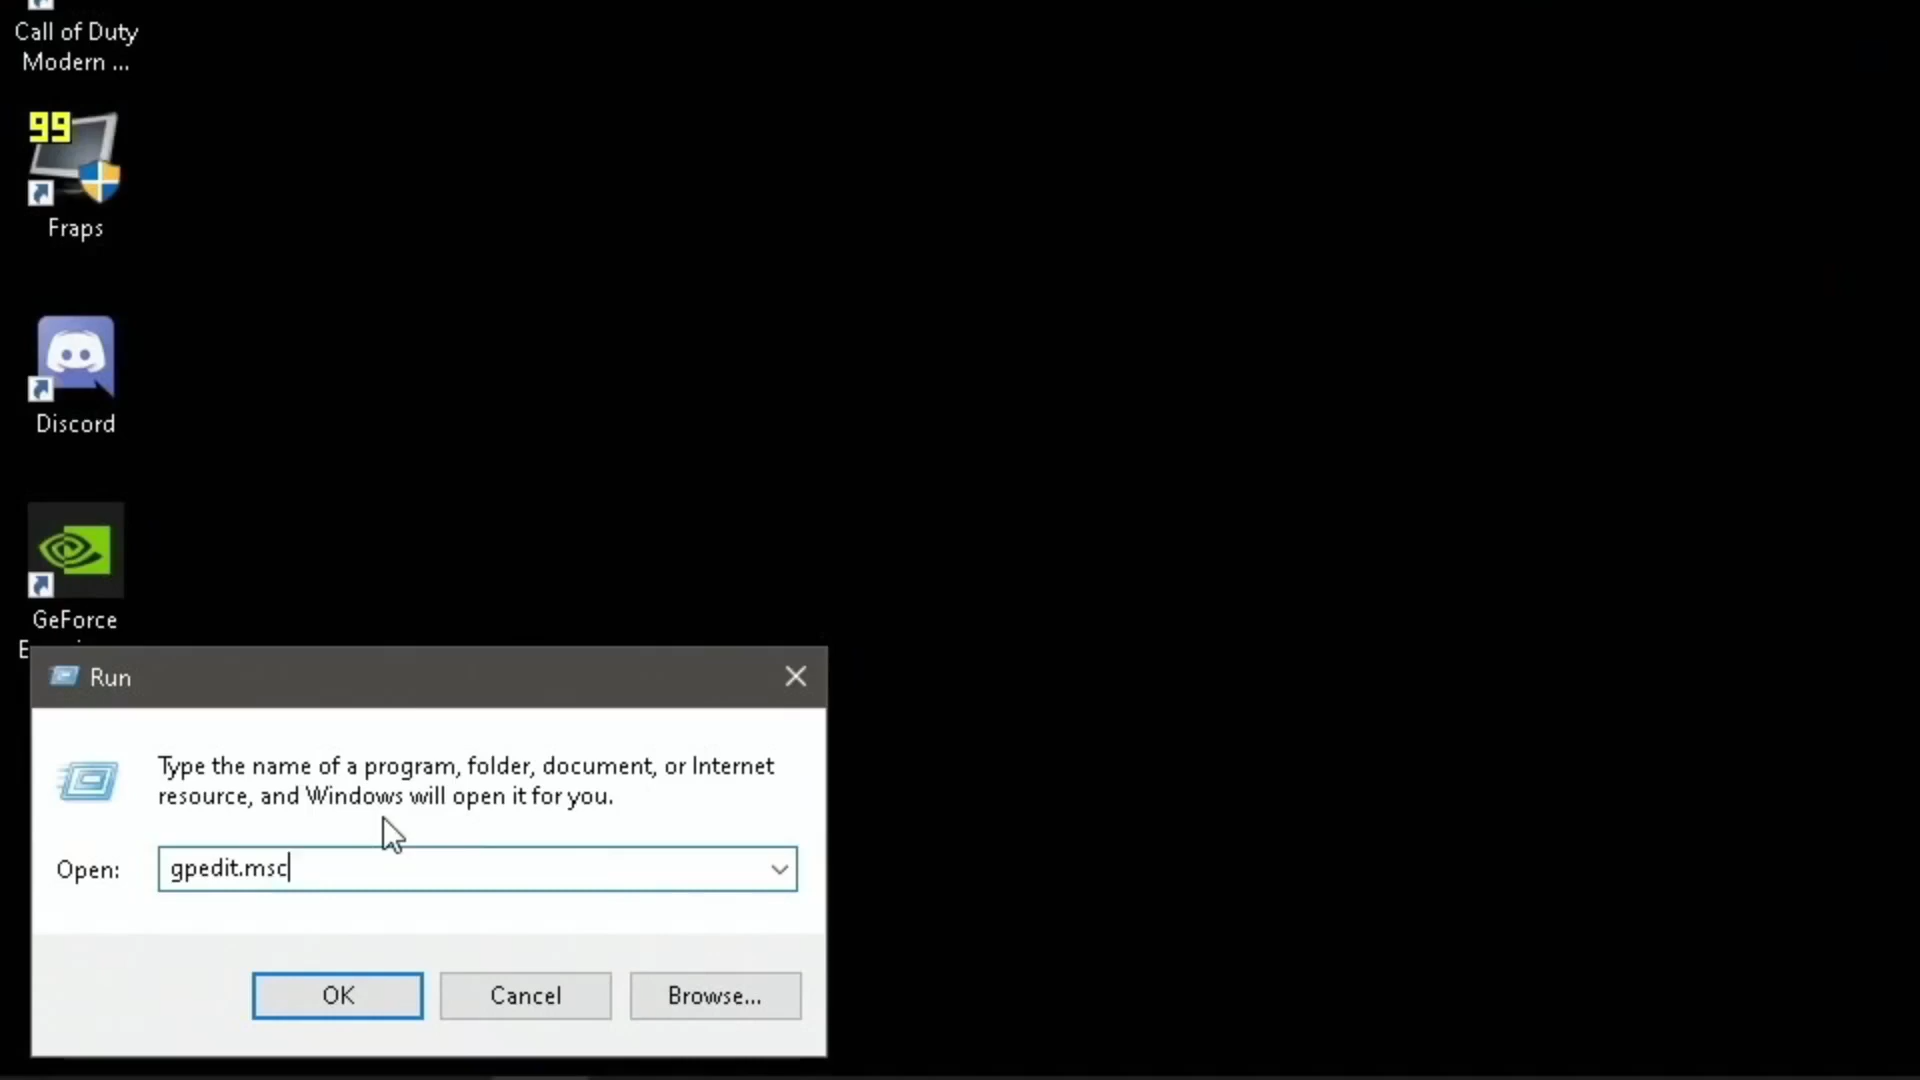 Call of Duty
Modern ...
99
Fraps
Discord
GeForce
Run
Type the name of a program, folder, document, or Internet
resource, and Windows will open it for you.
Open:
gpedit.msc
OK
Cancel
Browse...